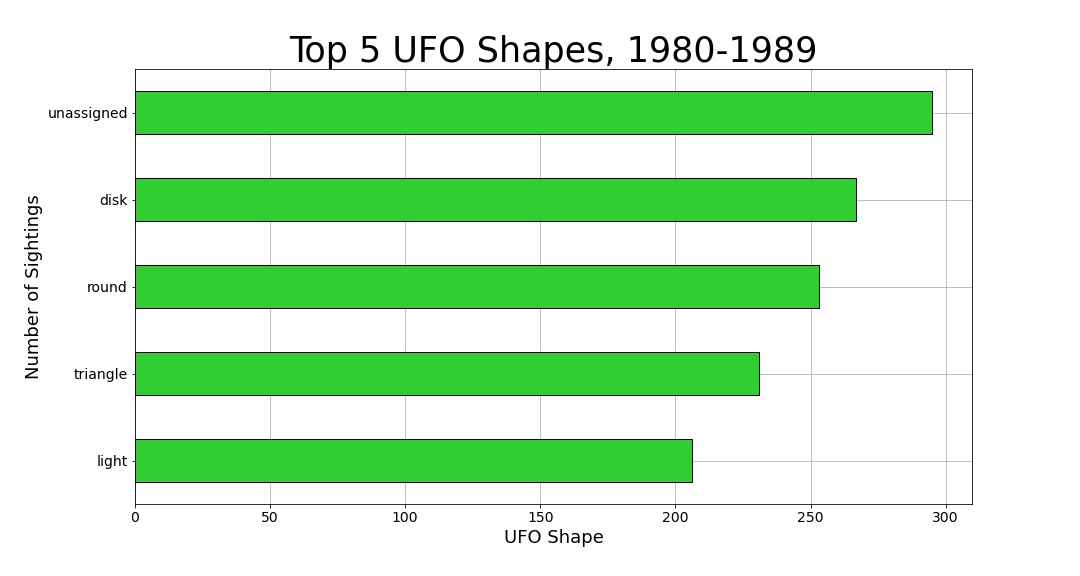 Top 5 UFO Shapes, 1980-1989
Number of Sightings
unassigned
disk
round
triangle
light
0 50 100 150 200 250 300
UFO Shape